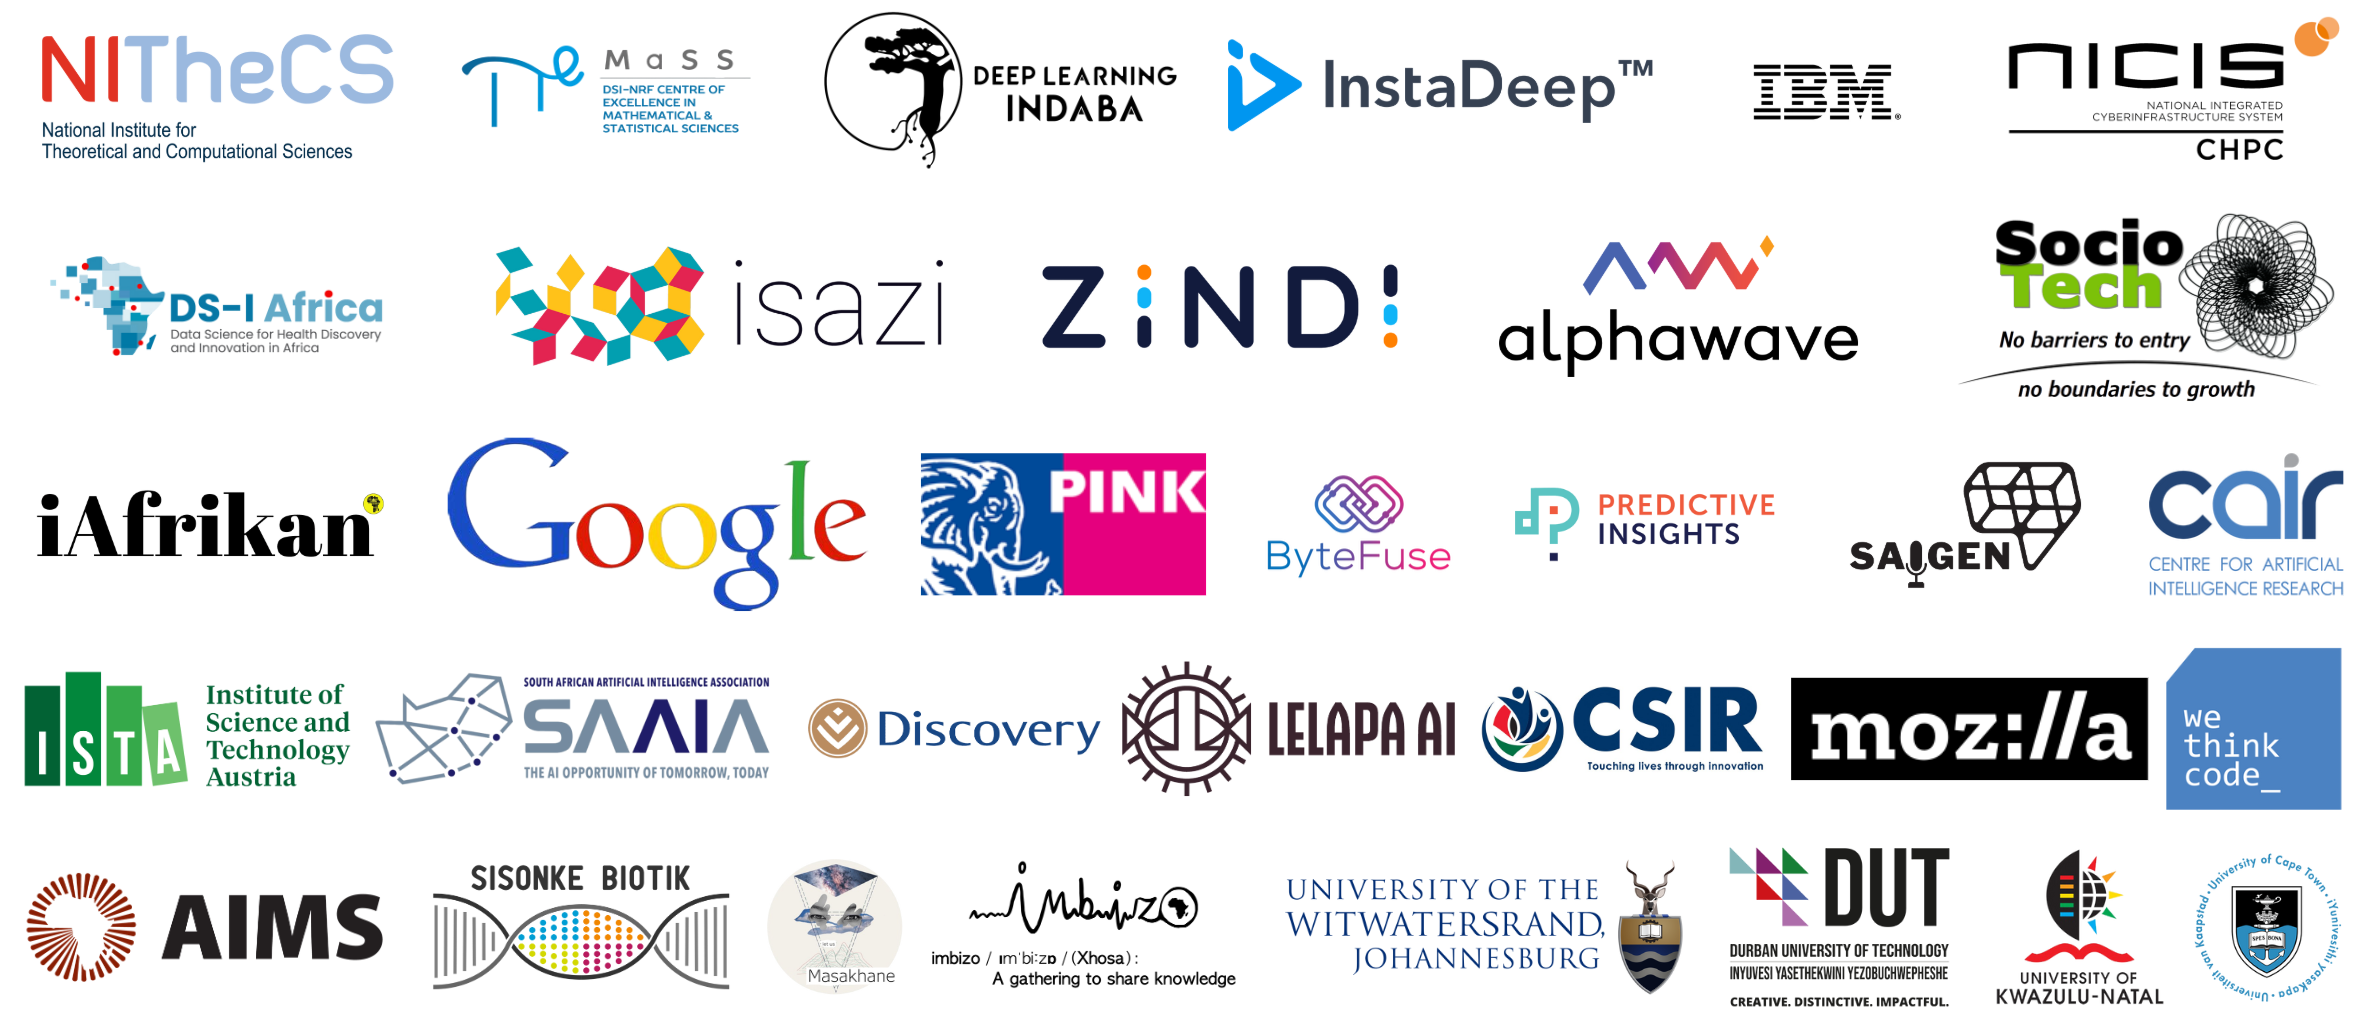 NITheCS
National Institute for
Theoretical and Computational Sciences
MaSS
DSI-NRF CENTRE OF
EXCELLENCE IN
MATHEMATICAL &
STATISTICAL SCIENCES
DEEP LEARNING
INDABA
InstaDeep™
IBM®
NICIS
NATIONAL INTEGRATED
CYBERINFRASTRUCTURE SYSTEM
CHPC
DS-I Africa
Data Science for Health Discovery
and Innovation in Africa
isazi
ZiNDi
alphawave
Socio
Tech
No barriers to entry
no boundaries to growth
iAfrikan
Google
PINK
ByteFuse
PREDICTIVE
INSIGHTS
SAIGEN
cair
CENTRE FOR ARTIFICIAL
INTELLIGENCE RESEARCH
ISTA
Institute of
Science and
Technology
Austria
SOUTH AFRICAN ARTIFICIAL INTELLIGENCE ASSOCIATION
SAAIA
THE AI OPPORTUNITY OF TOMORROW, TODAY
Discovery
LELAPA AI
CSIR
Touching lives through innovation
moz://a
we
think
code_
AIMS
SISONKE BIOTIK
Masakhane
imbizo
imbizo / ɪmˈbiːzɒ / (Xhosa) :
A gathering to share knowledge
UNIVERSITY OF THE
WITWATERSRAND,
JOHANNESBURG
DUT
DURBAN UNIVERSITY OF TECHNOLOGY
INYUVESI YASETHEKWINI YEZOBUCHWEPHESHE
CREATIVE. DISTINCTIVE. IMPACTFUL.
UNIVERSITY OF
KWAZULU-NATAL
University of Cape Town · iYunivesithi yaseKapa · Universiteit van Kaapstad ·
SPES BONA